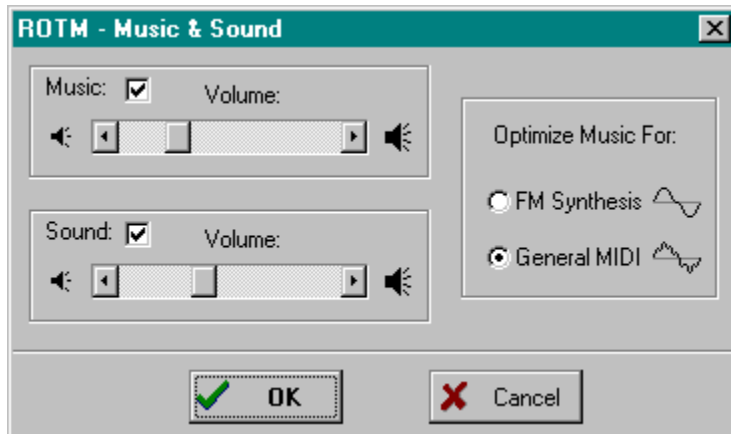 ROTM - Music & Sound
Music:
Volume:
Sound:
Volume:
Optimize Music For:
FM Synthesis
General MIDI
OK
Cancel